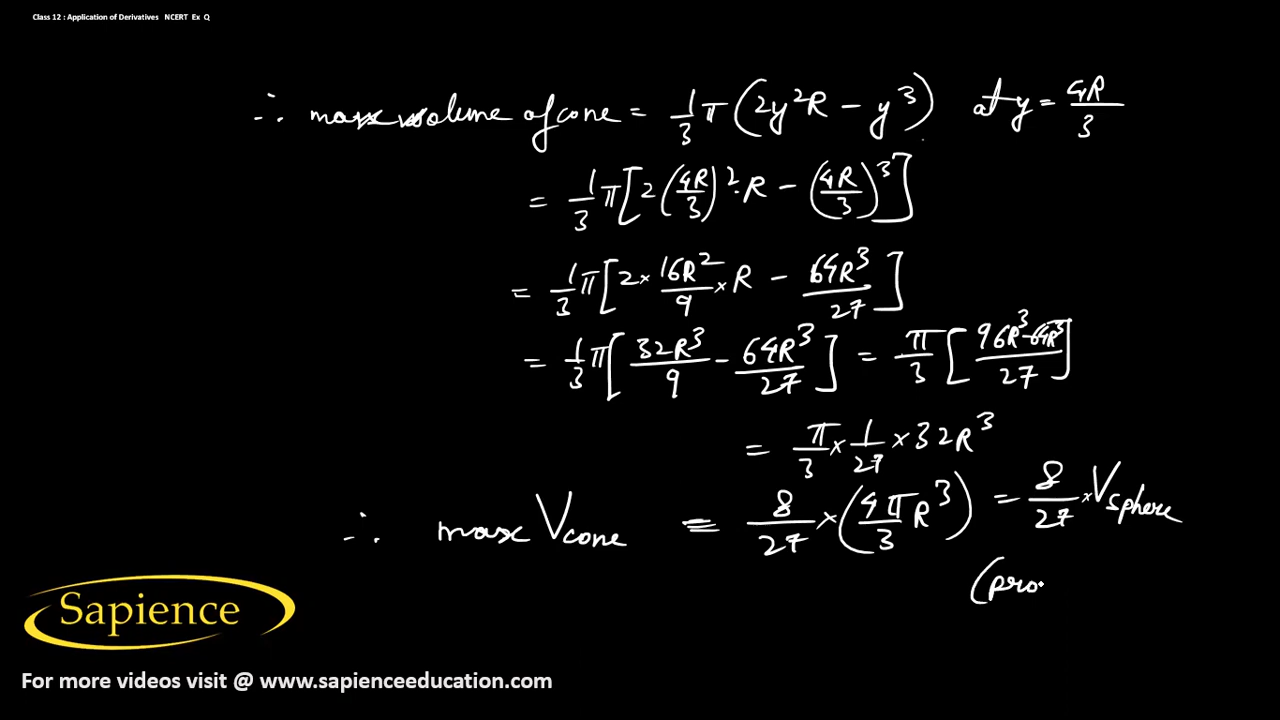 Class 12 : Application of Derivatives NCERT Ex Q
∴ max volume of cone = 1/3 π (2y²R − y³) at y = 4R/3
= 1/3 π [2 (4R/3)² · R − (4R/3)³]
= 1/3 π [2 × 16R²/9 × R − 64R³/27]
= 1/3 π [32R³/9 − 64R³/27] = π/3 [96R³−64R³/27]
= π/3 × 1/27 × 32R³
∴ max Vcone = 8/27 × (4π/3 R³) = 8/27 × Vsphere
(pro
Sapience
For more videos visit @ www.sapienceeducation.com